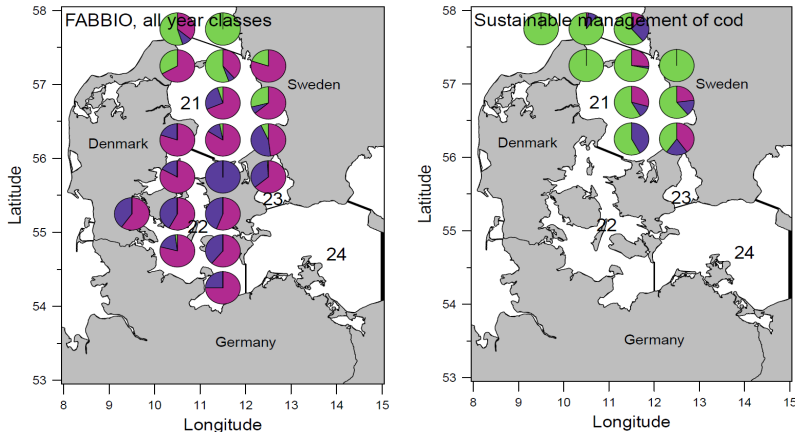 FABBIO, all year classes
58
57
56
55
54
53
Latitude
21
Sweden
Denmark
23
22
24
Germany
8 9 10 11 12 13 14 15
Longitude
Sustainable management of cod
58
57
56
55
54
53
Latitude
21
Sweden
Denmark
23
22
24
Germany
8 9 10 11 12 13 14 15
Longitude